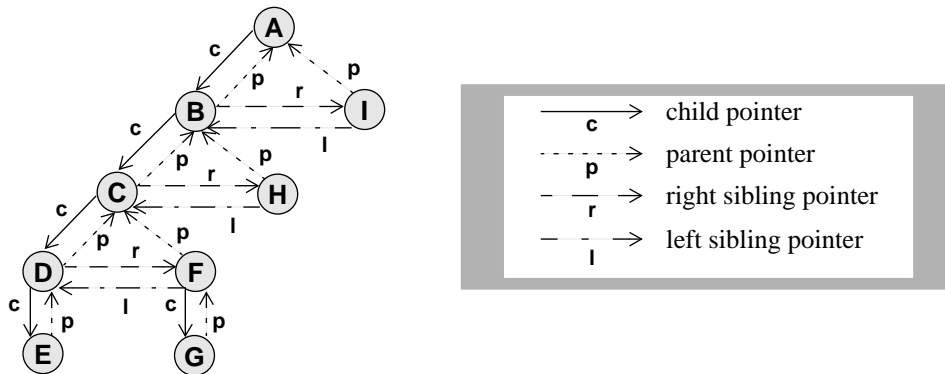 A
c
p
p
B
r
I
l
c
p
p
C
r
H
l
c
p
p
D
r
F
l
c
p
c
p
E
G
child pointer
c
parent pointer
p
right sibling pointer
r
left sibling pointer
l